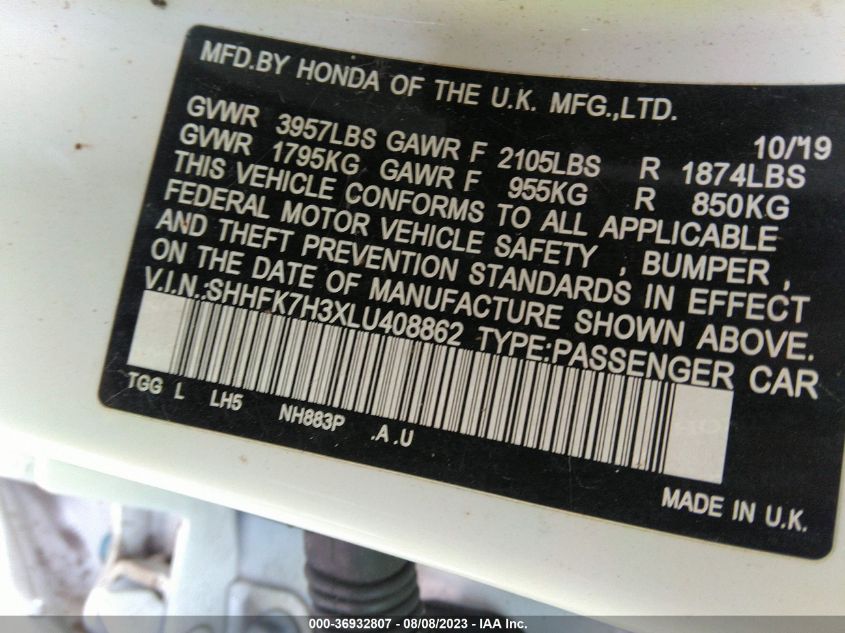 MFD.BY HONDA OF THE U.K. MFG.,LTD.
10/'19
GVWR 3957LBS GAWR F 2105LBS R 1874LBS
GVWR 1795KG GAWR F 955KG R 850KG
THIS VEHICLE CONFORMS TO ALL APPLICABLE
FEDERAL MOTOR VEHICLE SAFETY , BUMPER ,
AND THEFT PREVENTION STANDARDS IN EFFECT
ON THE DATE OF MANUFACTURE SHOWN ABOVE.
V.I.N.:SHHFK7H3XLU408862 TYPE:PASSENGER CAR
TGG L LH5 NH883P .A .U
MADE IN U.K.
000 - 36932807 - 08/08/2023 - IAA Inc.